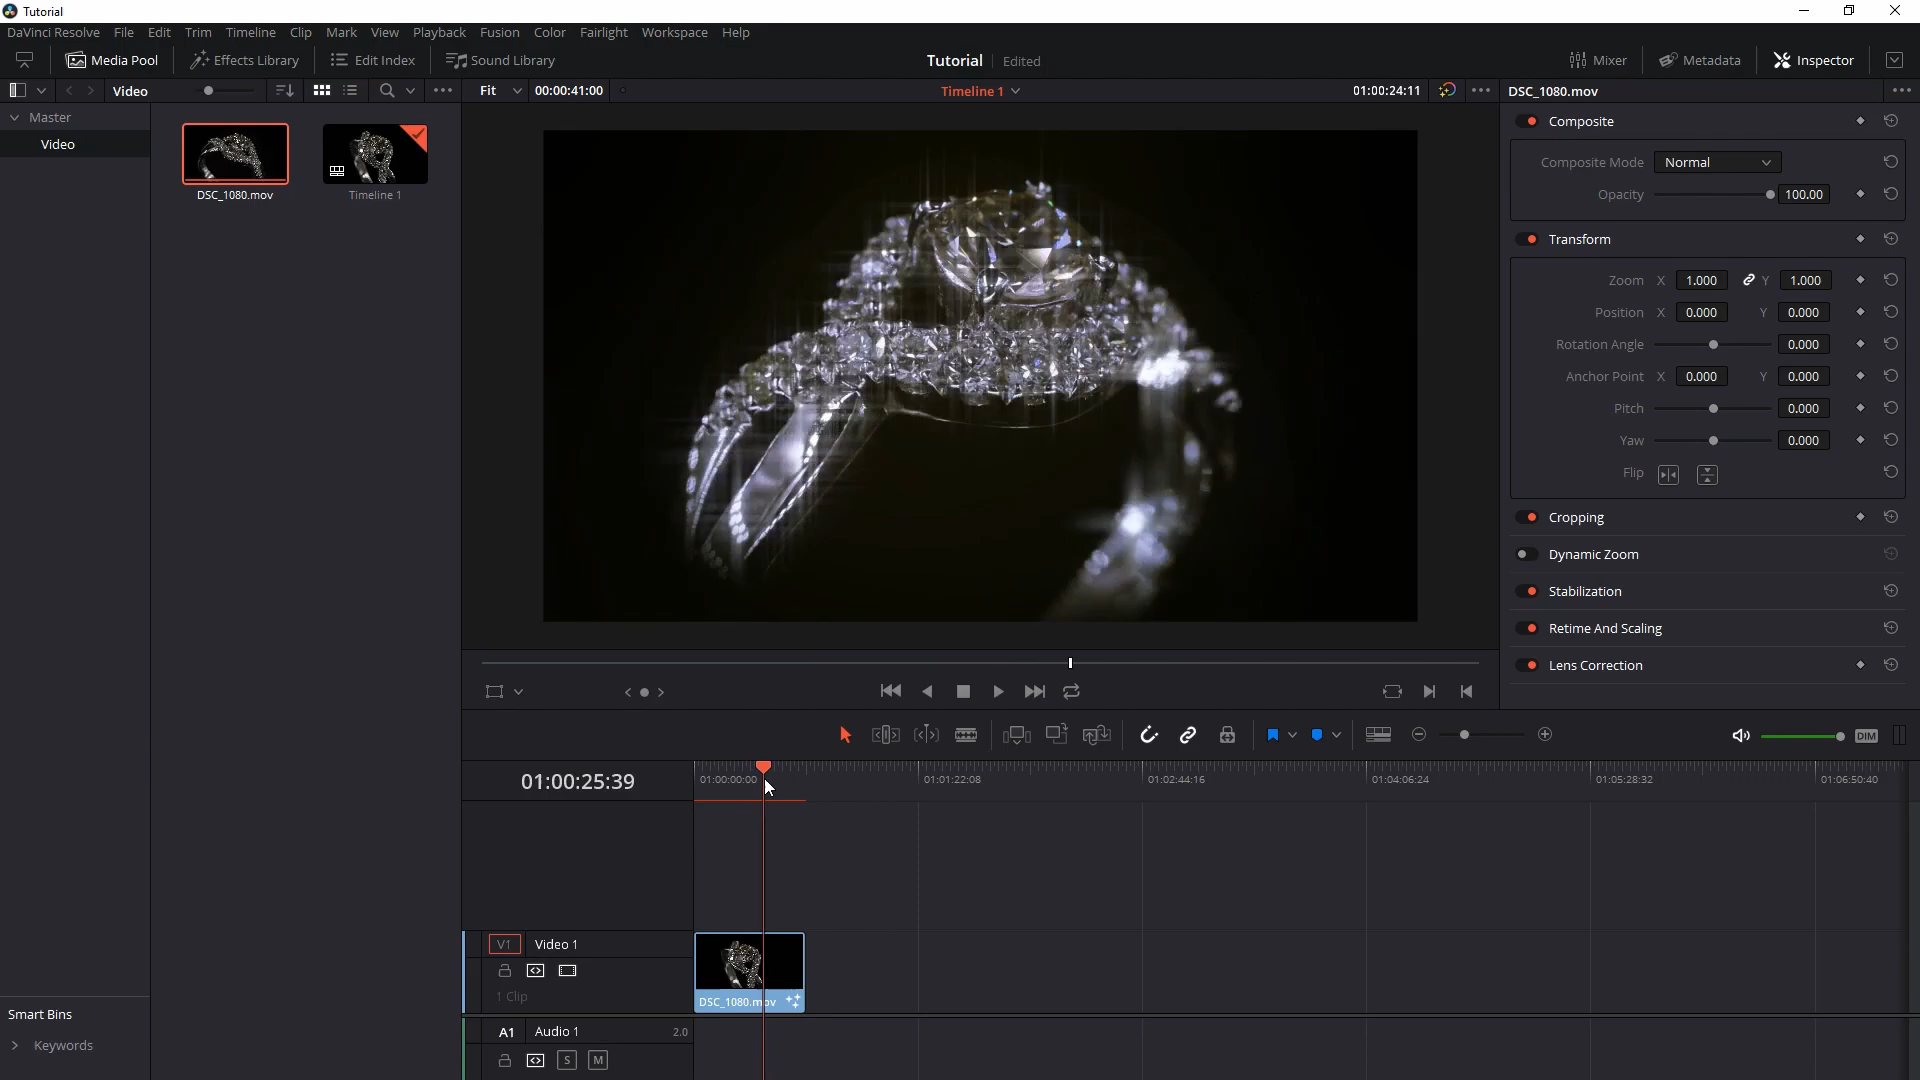 Tutorial
DaVinci Resolve File Edit Trim Timeline Clip Mark View Playback Fusion Color Fairlight Workspace Help
Media Pool Effects Library Edit Index Sound Library Tutorial Edited Mixer Metadata Inspector
Video Fit 00:00:41:00 Timeline 1 01:00:24:11 DSC_1080.mov
Master
Video
DSC_1080.mov
Timeline 1
Composite
Composite Mode Normal
Opacity 100.00
Transform
Zoom X 1.000 Y 1.000
Position X 0.000 Y 0.000
Rotation Angle 0.000
Anchor Point X 0.000 Y 0.000
Pitch 0.000
Yaw 0.000
Flip
Cropping
Dynamic Zoom
Stabilization
Retime And Scaling
Lens Correction
DIM
01:00:25:39 01:00:00:00 01:01:22:08 01:02:44:16 01:04:06:24 01:05:28:32 01:06:50:40
V1 Video 1
1 Clip
DSC_1080.mov
Smart Bins
Keywords
A1 Audio 1 2.0
S M